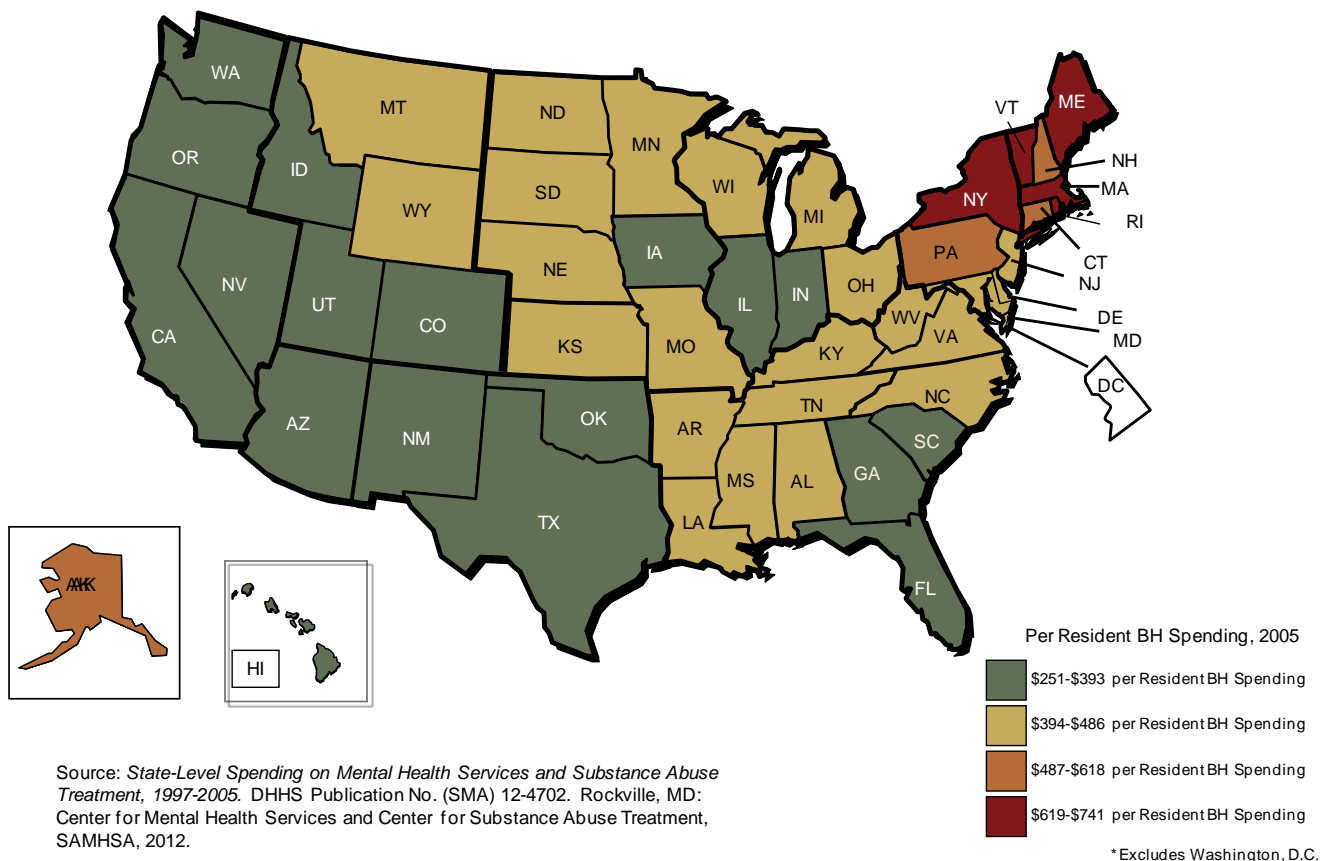 WA
OR
CA
NV
ID
MT
WY
UT
CO
AZ
NM
ND
SD
NE
KS
OK
TX
MN
IA
MO
AR
LA
WI
IL
MI
IN
OH
KY
TN
MS
AL
GA
FL
SC
NC
VA
WV
PA
NY
VT
ME
NH
MA
RI
CT
NJ
DE
MD
DC
AAKK
HI
Per Resident BH Spending, 2005
$251-$393 per Resident BH Spending
$394-$486 per Resident BH Spending
$487-$618 per Resident BH Spending
$619-$741 per Resident BH Spending
*Excludes Washington, D.C.
Source: State-Level Spending on Mental Health Services and Substance Abuse
Treatment, 1997-2005. DHHS Publication No. (SMA) 12-4702. Rockville, MD:
Center for Mental Health Services and Center for Substance Abuse Treatment,
SAMHSA, 2012.